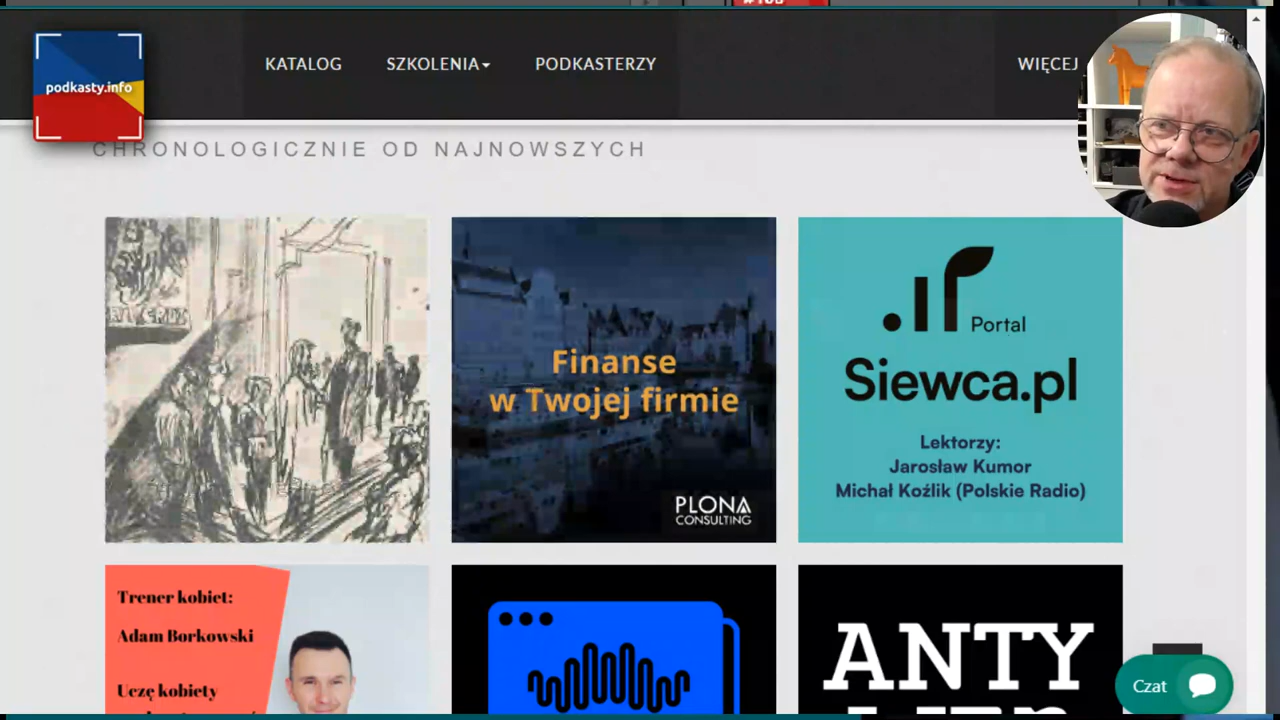 podkasty.info
KATALOG
SZKOLENIA
PODKASTERZY
WIĘCEJ
CHRONOLOGICZNIE OD NAJNOWSZYCH
Finanse
w Twojej firmie
PLONA
CONSULTING
Portal
Siewca.pl
Lektorzy:
Jarosław Kumor
Michał Koźlik (Polskie Radio)
Trener kobiet:
Adam Borkowski
Uczę kobiety
ANTY
Czat